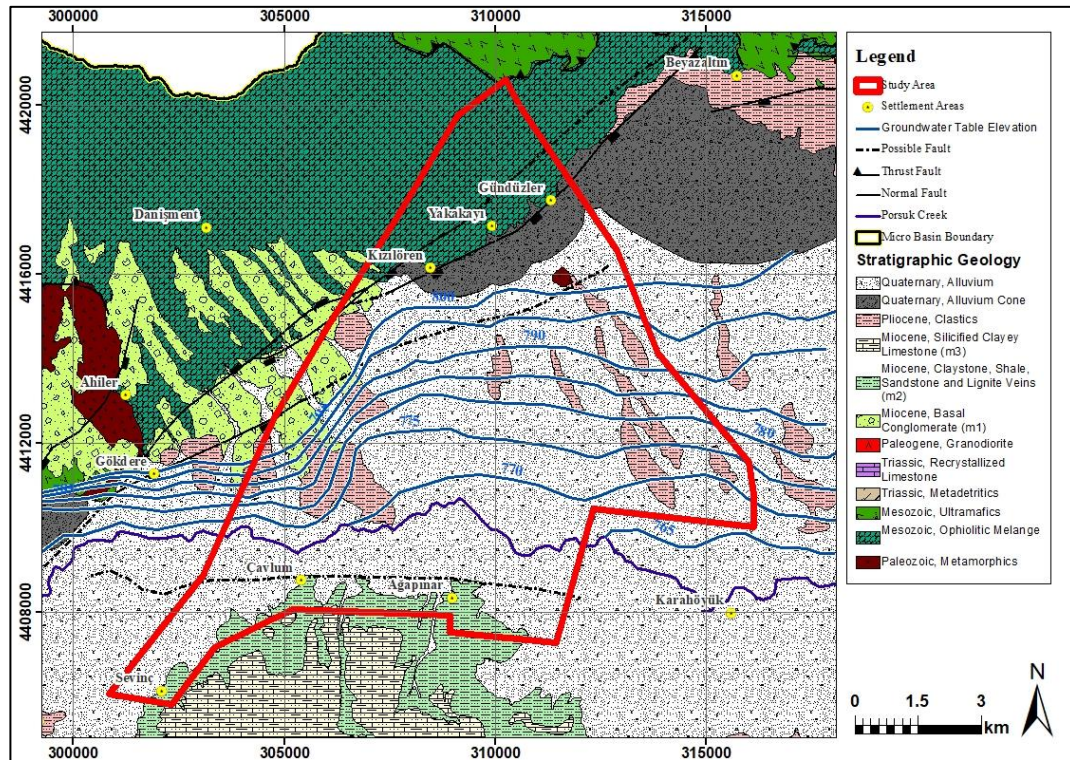 300000 305000 310000 315000
4420000
4416000
4412000
4408000
Beyazaltın
Gündüzler
Danişment
Yakakayı
Kızılören
800
790
Ahiler
775
780
Gökdere
770
765
Çavlum
Ağapınar
Karahöyük
Sevinç
300000 305000 310000 315000
Legend
Study Area
Settlement Areas
Groundwater Table Elevation
Possible Fault
Thrust Fault
Normal Fault
Porsuk Creek
Micro Basin Boundary
Stratigraphic Geology
Quaternary, Alluvium
Quaternary, Alluvium Cone
Pliocene, Clastics
Miocene, Silicified Clayey
Limestone (m3)
Miocene, Claystone, Shale,
Sandstone and Lignite Veins
(m2)
Miocene, Basal
Conglomerate (m1)
Paleogene, Granodiorite
Triassic, Recrystallized
Limestone
Triassic, Metadetritics
Mesozoic, Ultramafics
Mesozoic, Ophiolitic Melange
Paleozoic, Metamorphics
N
0 1.5 3
km